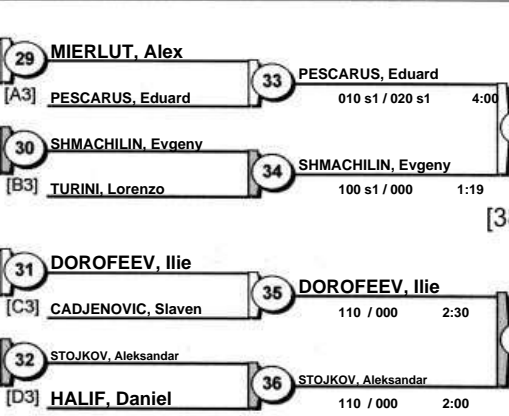 29 MIERLUT, Alex
33 PESCARUS, Eduard
[A3] PESCARUS, Eduard
010 s1 / 020 s1 4:00
30 SHMACHILIN, Evgeny
34 SHMACHILIN, Evgeny
[B3] TURINI, Lorenzo
100 s1 / 000 1:19
31 DOROFEEV, Ilie
35 DOROFEEV, Ilie
[C3] CADJENOVIC, Slaven
110 / 000 2:30
32 STOJKOV, Aleksandar
36 STOJKOV, Aleksandar
[D3] HALIF, Daniel
110 / 000 2:00